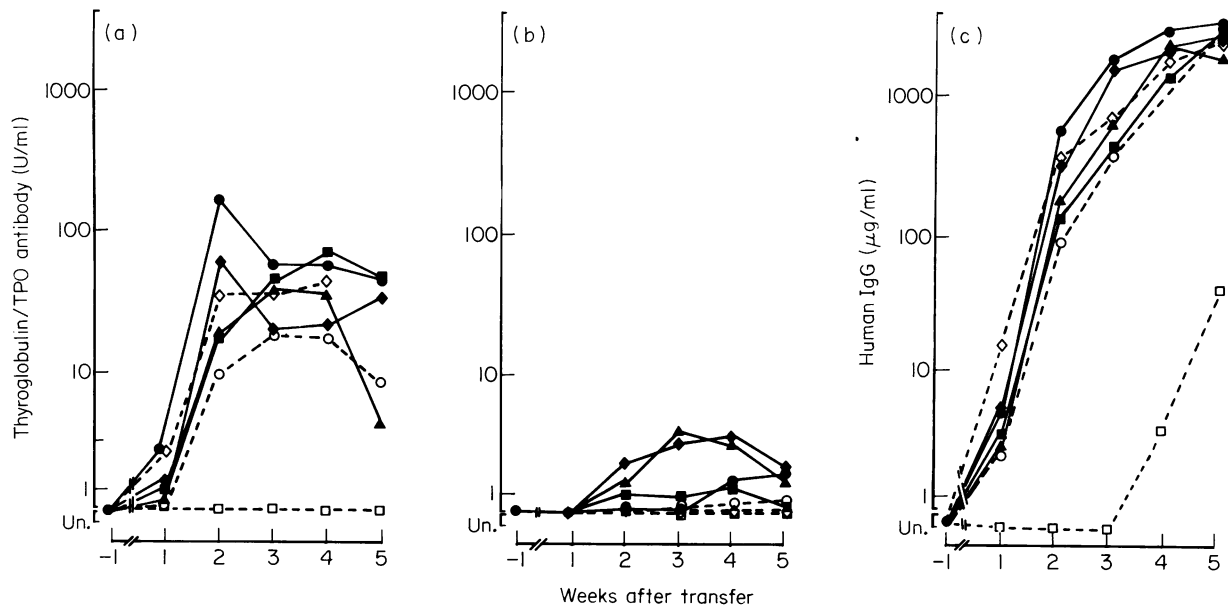 (a)
1000
100
10
1
Un.
-1 1 2 3 4 5
Thyroglobulin/TPO antibody (U/ml)
(b)
1000
100
10
1
Un.
-1 1 2 3 4 5
Weeks after transfer
(c)
1000
100
10
1
Un.
-1 1 2 3 4 5
Human IgG (μg/ml)